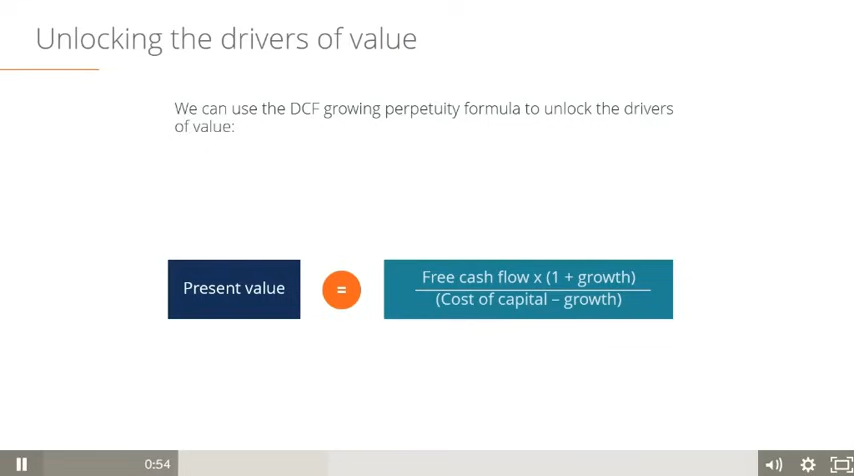 Unlocking the drivers of value
We can use the DCF growing perpetuity formula to unlock the drivers
of value:
Present value
=
Free cash flow x (1 + growth)
(Cost of capital – growth)
0:54